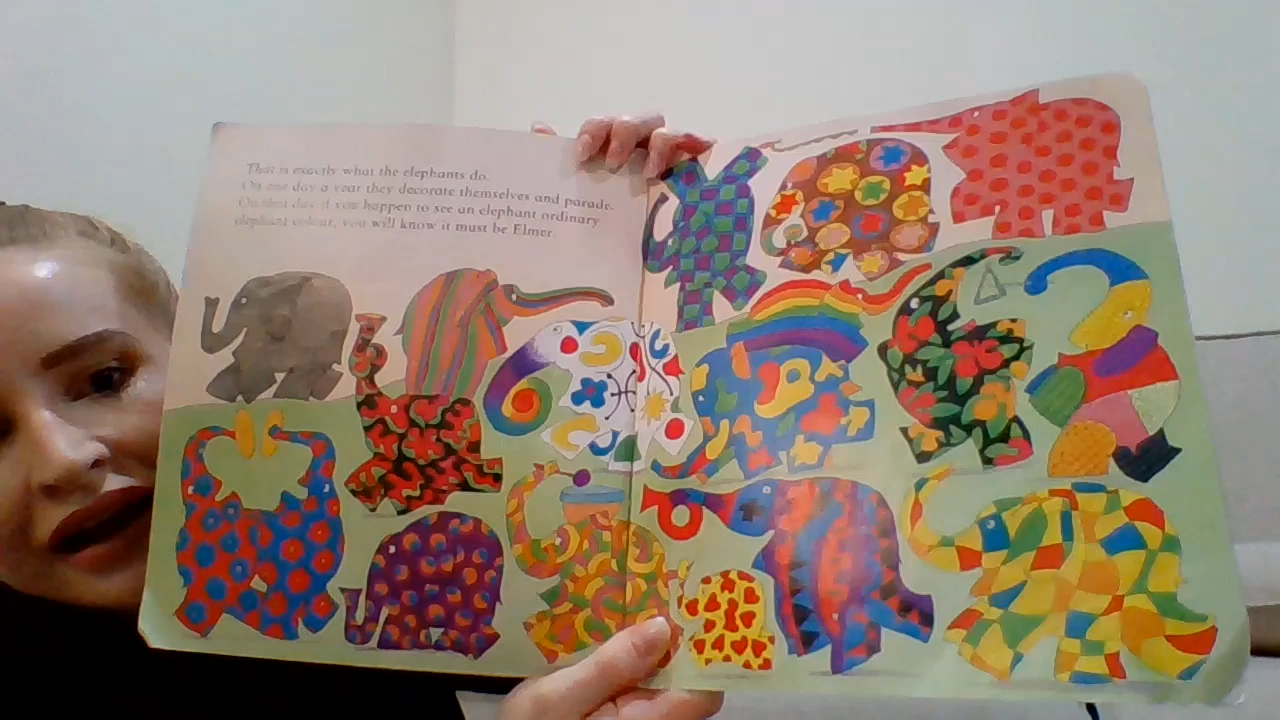 That is exactly what the elephants do.
On one day a year they decorate themselves and parade.
On that day if you happen to see an elephant ordinary
elephant colour, you will know it must be Elmer.